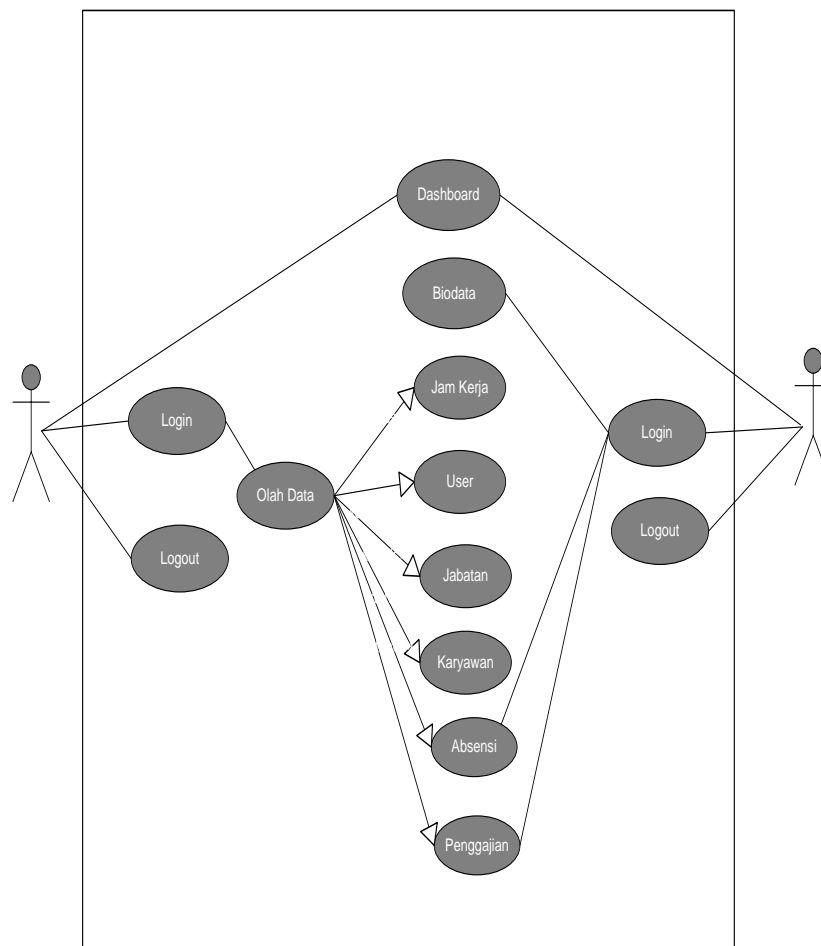 Dashboard
Biodata
Jam Kerja
Login
Login
User
Olah Data
Logout
Logout
Jabatan
Karyawan
Absensi
Penggajian